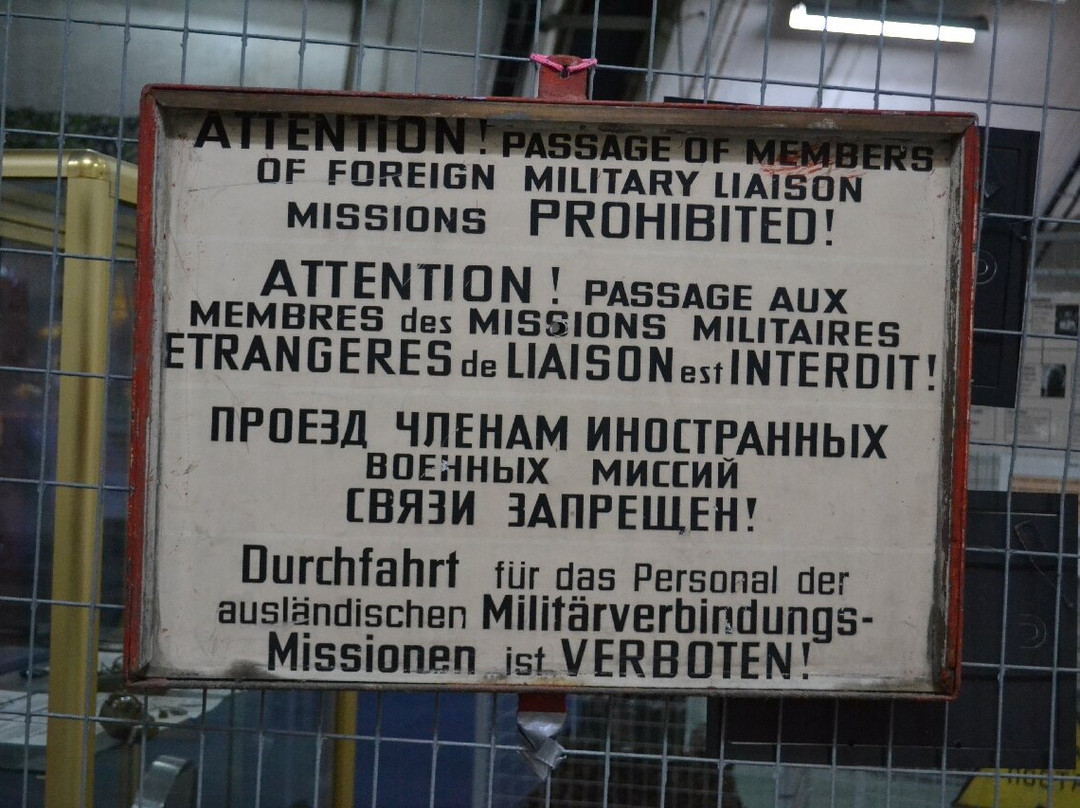 ATTENTION! PASSAGE OF MEMBERS
OF FOREIGN MILITARY LIAISON
MISSIONS PROHIBITED!
ATTENTION! PASSAGE AUX
MEMBRES des MISSIONS MILITAIRES
ETRANGERES de LIAISON est INTERDIT!
ПРОЕЗД ЧЛЕНАМ ИНОСТРАННЫХ
ВОЕННЫХ МИССИЙ
СВЯЗИ ЗАПРЕЩЕН!
Durchfahrt für das Personal der
ausländischen Militärverbindungs-
Missionen ist VERBOTEN!